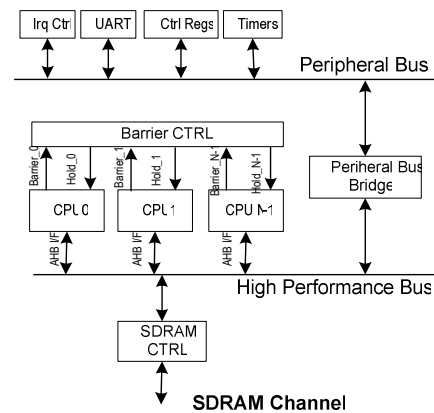 Irq Ctrl
UART
Ctrl Regs
Timers
Peripheral Bus
Barrier CTRL
Barrier_0
Hold_0
Barrier_1
Hold_1
Barrier_N-1
Hold_N-1
Periheral Bus
Bridge
CPU 0
CPU 1
CPU N-1
AHB I/F
AHB I/F
AHB I/F
High Performance Bus
SDRAM
CTRL
SDRAM Channel